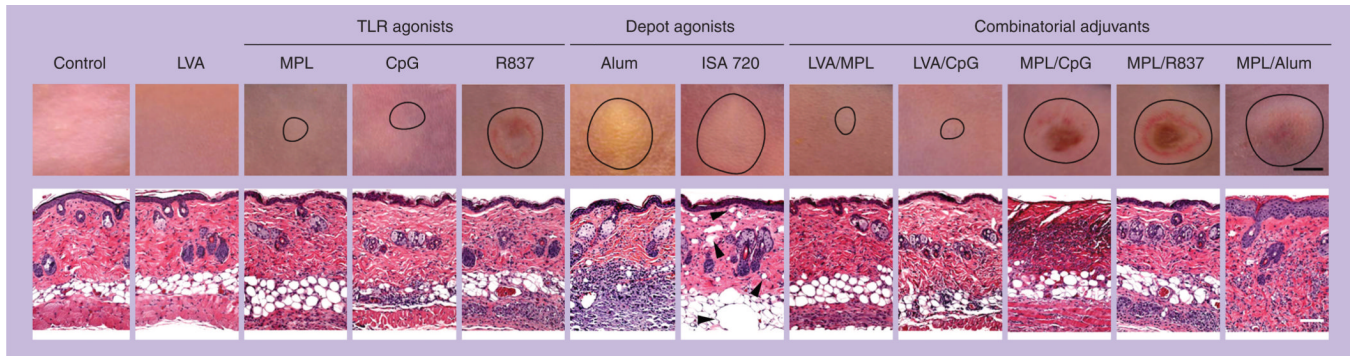 TLR agonists Depot agonists Combinatorial adjuvants
Control LVA MPL CpG R837 Alum ISA 720 LVA/MPL LVA/CpG MPL/CpG MPL/R837 MPL/Alum